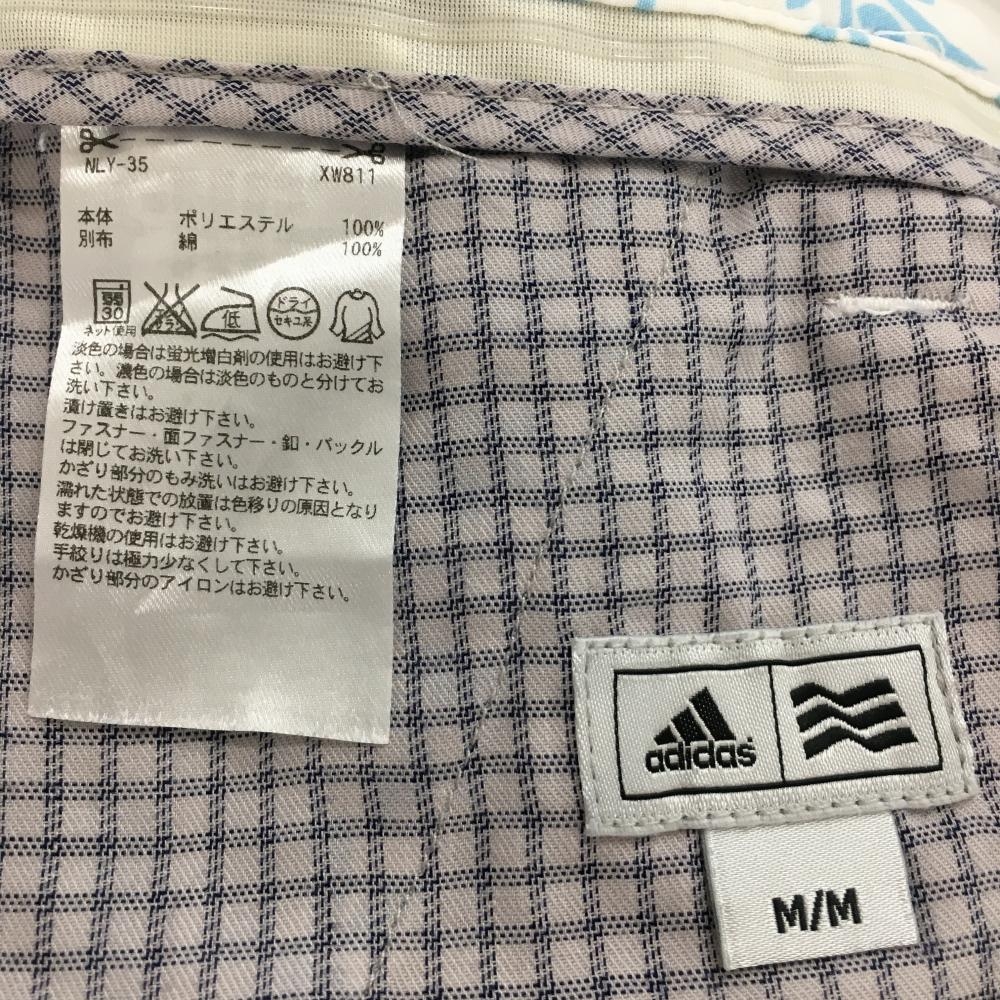 NLY-35 XW811
本体 ポリエステル 100%
別布 綿 100%
30
低
ドライ
セキユ系
ネット使用
淡色の場合は蛍光増白剤の使用はお避け下
さい。濃色の場合は淡色のものと分けてお
洗い下さい。
漬け置きはお避け下さい。
ファスナー・面ファスナー・釦・バックル
は閉じてお洗い下さい。
かざり部分のもみ洗いはお避け下さい。
濡れた状態での放置は色移りの原因となり
ますのでお避け下さい。
乾燥機の使用はお避け下さい。
手絞りは極力少なくして下さい。
かざり部分のアイロンはお避け下さい。
adidas
M/M